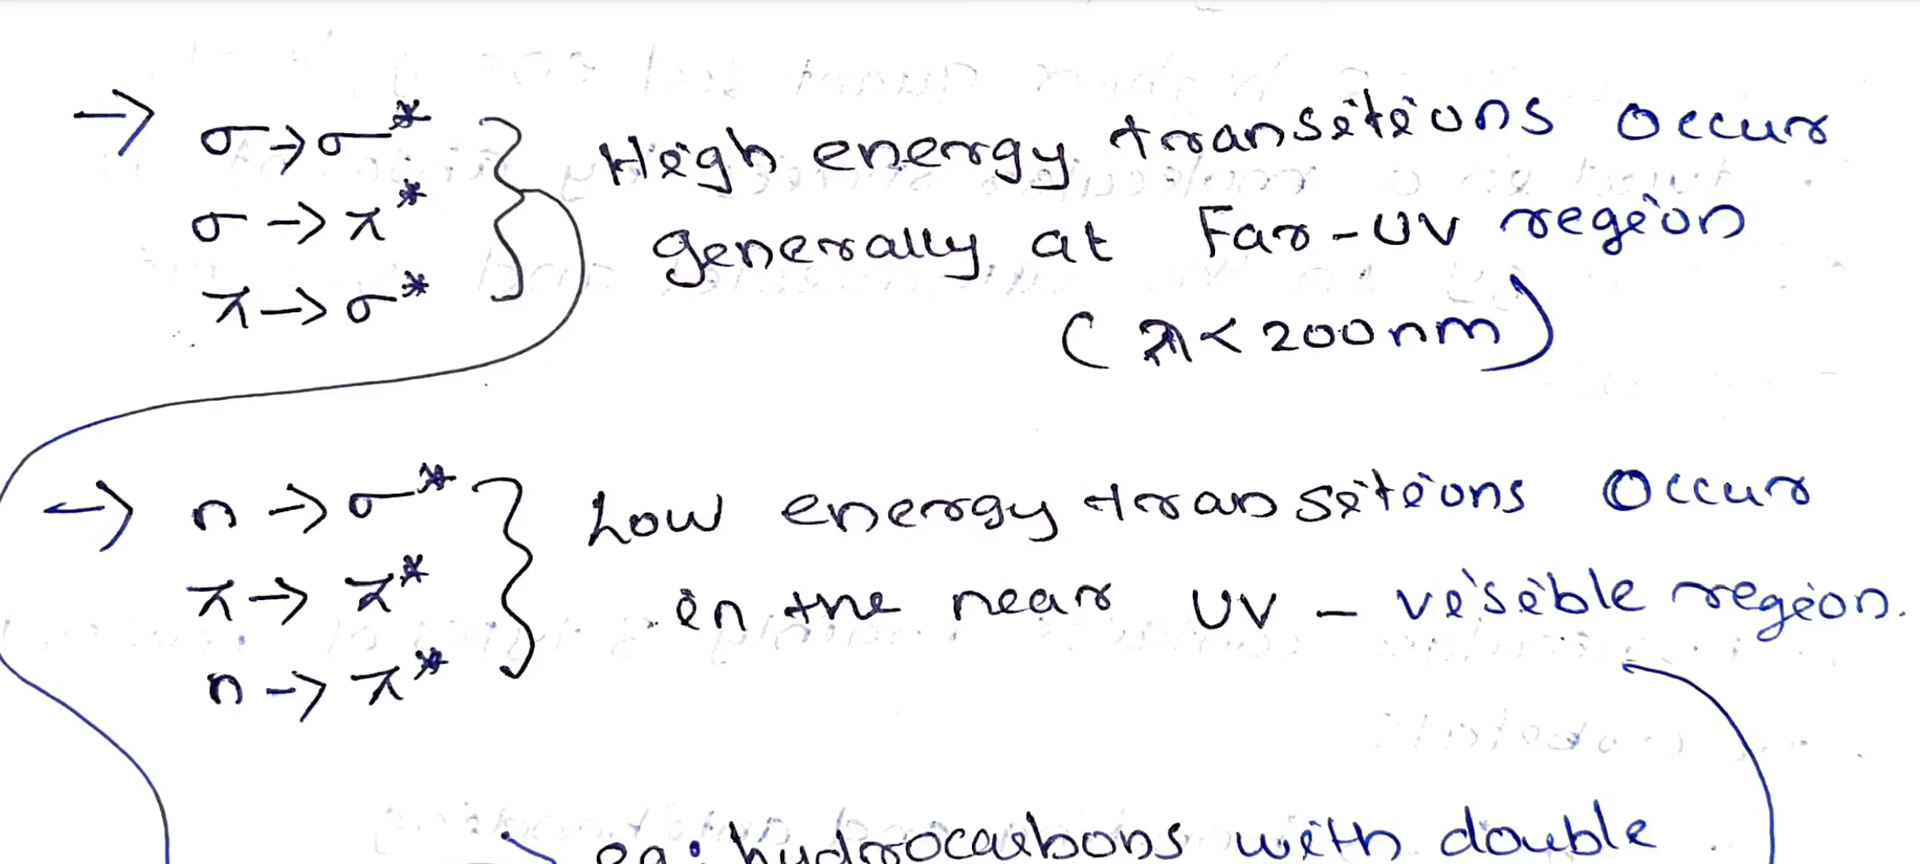 → σ→σ* } High energy transitions occur
σ→π* generally at Far-UV region
π→σ* (λ<200nm)
→ n→σ* } Low energy transitions occur
π→π* in the near UV – visible region.
n→π*
eg: hydrocarbons with double